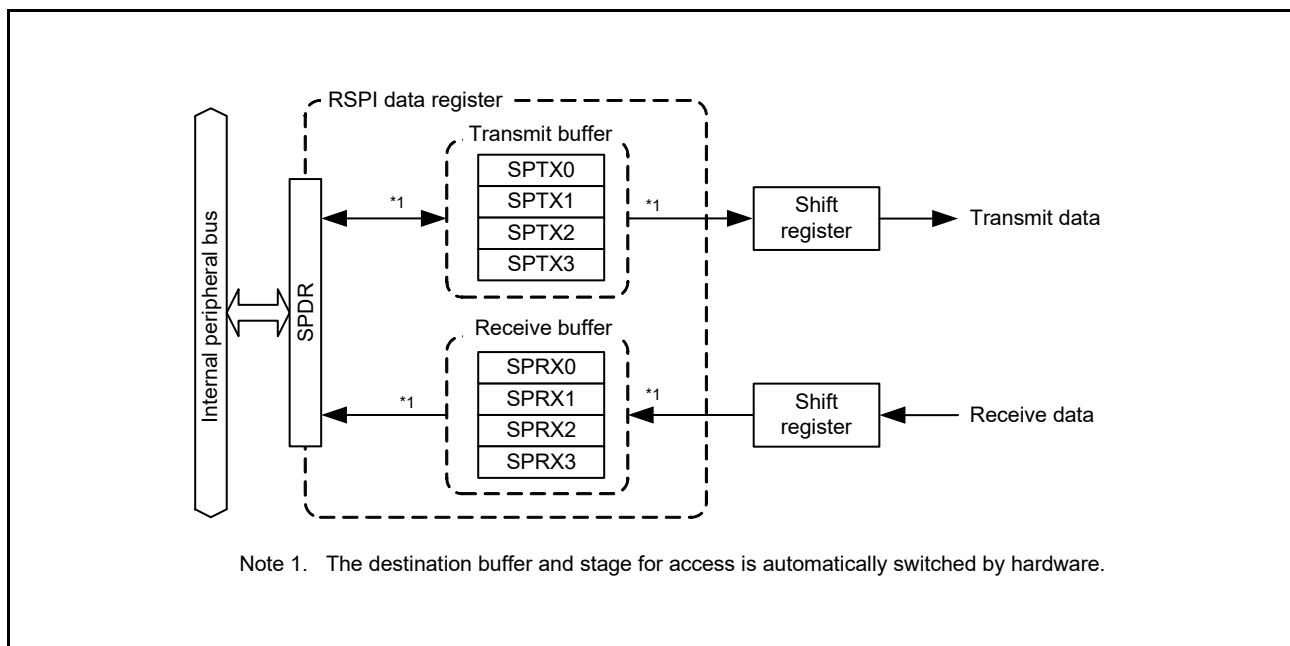 RSPI data register
Transmit buffer
SPTX0
SPTX1
SPTX2
SPTX3
*1
*1
Shift
register
Transmit data
Internal peripheral bus
SPDR
Receive buffer
SPRX0
SPRX1
SPRX2
SPRX3
*1
*1
Shift
register
Receive data
Note 1. The destination buffer and stage for access is automatically switched by hardware.